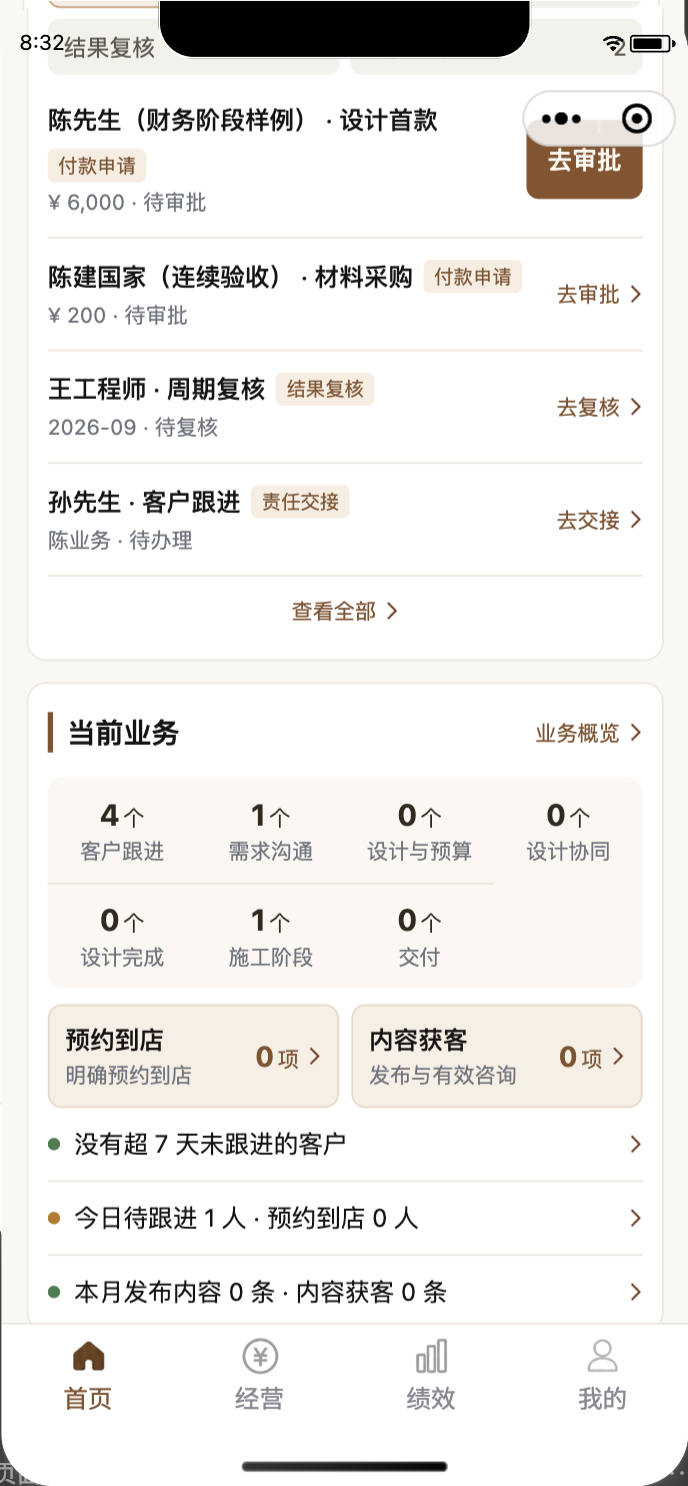 8:32
结果复核
2
陈先生（财务阶段样例） · 设计首款
付款申请
¥ 6,000 · 待审批
去审批
陈建国家（连续验收） · 材料采购 付款申请
¥ 200 · 待审批
去审批
王工程师 · 周期复核 结果复核
2026-09 · 待复核
去复核
孙先生 · 客户跟进 责任交接
陈业务 · 待办理
去交接
查看全部
当前业务
业务概览
4个 1个 0个 0个
客户跟进 需求沟通 设计与预算 设计协同
0个 1个 0个
设计完成 施工阶段 交付
预约到店
明确预约到店
0项
内容获客
发布与有效咨询
0项
没有超 7 天未跟进的客户
今日待跟进 1 人 · 预约到店 0 人
本月发布内容 0 条 · 内容获客 0 条
首页 经营 绩效 我的